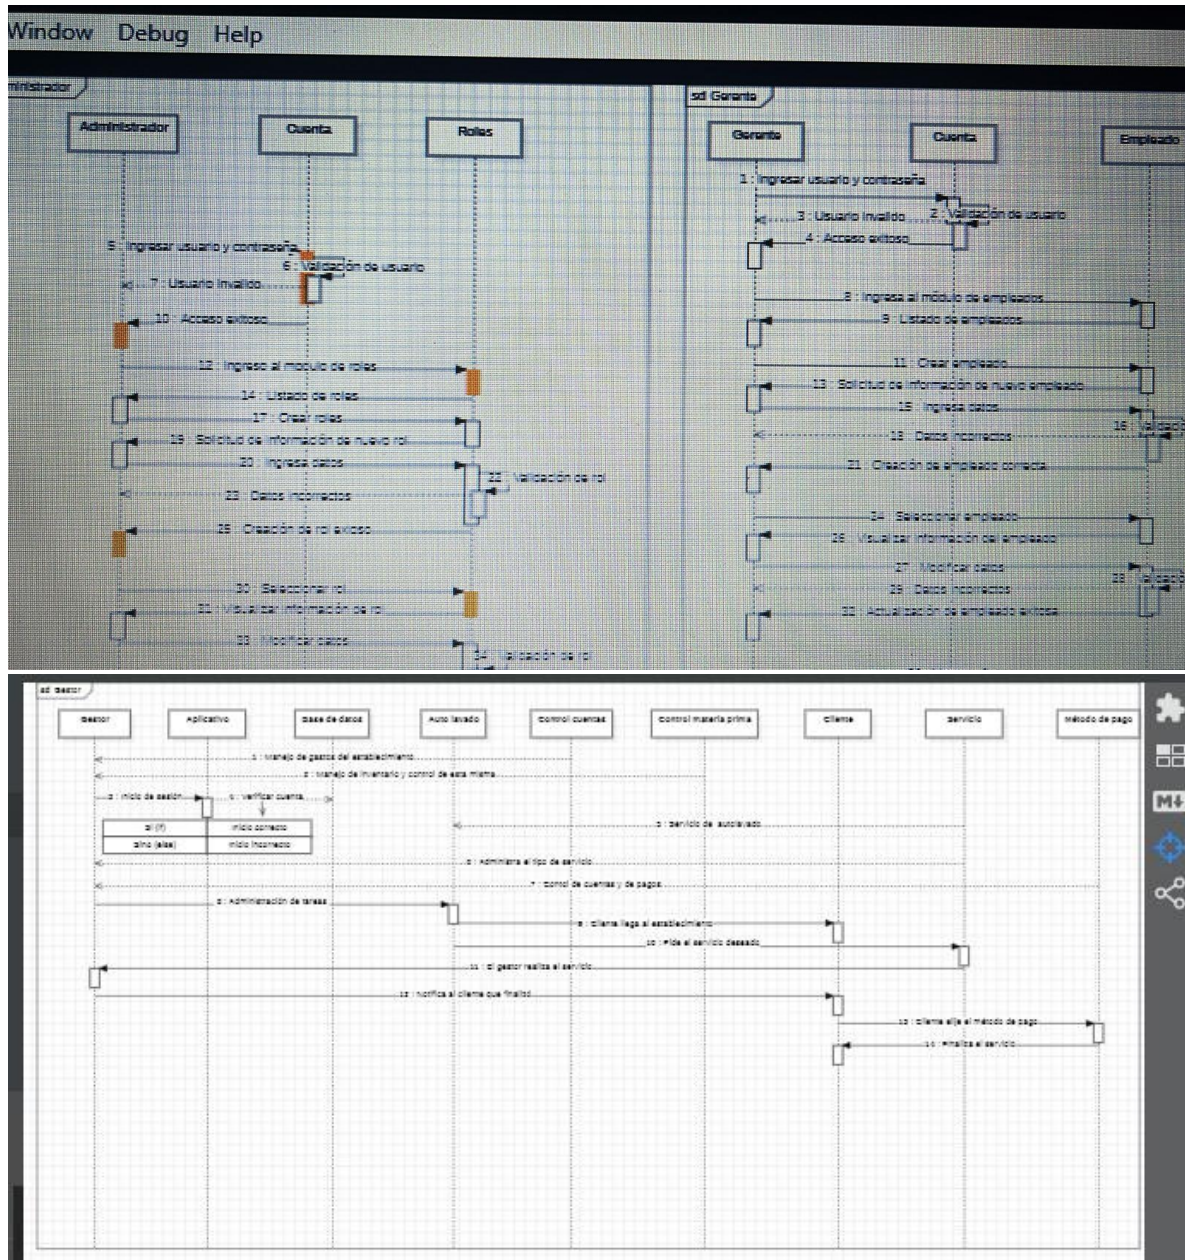 Window Debug Help
ministrador
Administrador
Cuenta
Roles
5 : Ingresar usuario y contraseña
6 : Validación de usuario
7 : Usuario Invalido
10 : Acceso exitoso
12 : Ingreso al modulo de roles
14 : Listado de roles
17 : Crear roles
19 : Solicitud de información de nuevo rol
20 : Ingresa datos
22 : Validación de rol
23 : Datos incorrectos
25 : Creación de rol exitoso
30 : Seleccionar rol
31 : Visualizar información de rol
33 : Modificar datos
34 : Validación de rol
sd Gerente
Gerente
Cuenta
Empleado
1 : Ingresar usuario y contraseña
2 : Validación de usuario
3 : Usuario Invalido
4 : Acceso exitoso
8 : Ingresa al módulo de empleados
9 : Listado de empleados
11 : Crear empleado
13 : Solicitud de información de nuevo empleado
15 : Ingresa datos
16 : Validació
18 : Datos incorrectos
21 : Creación de empleado correcta
24 : Seleccionar empleado
26 : Visualizar información del empleado
27 : Modificar datos
28 : Validació
29 : Datos incorrectos
32 : Actualización de empleado exitosa
sd Gestor
Gestor
Aplicativo
Base de datos
Auto lavado
Control cuentas
Control materia prima
Cliente
Servicio
Método de pago
1 : Manejo de gastos del establecimiento
2 : Manejo de inventario y control de esta misma
3 : Inicio de sesión
4 : Verificar cuenta
Si (if)
Inicio correcto
Sino (else)
Inicio incorrecto
5 : Servicio de autolavado
6 : Administra el tipo de servicio
7 : Control de cuentas y de pagos
8 : Administración de tareas
9 : Cliente llega al establecimiento
10 : Pide el servicio deseado
11 : El gestor realiza el servicio
12 : Notifica al cliente que finalizó
13 : Cliente elije el método de pago
14 : Finaliza el servicio
M